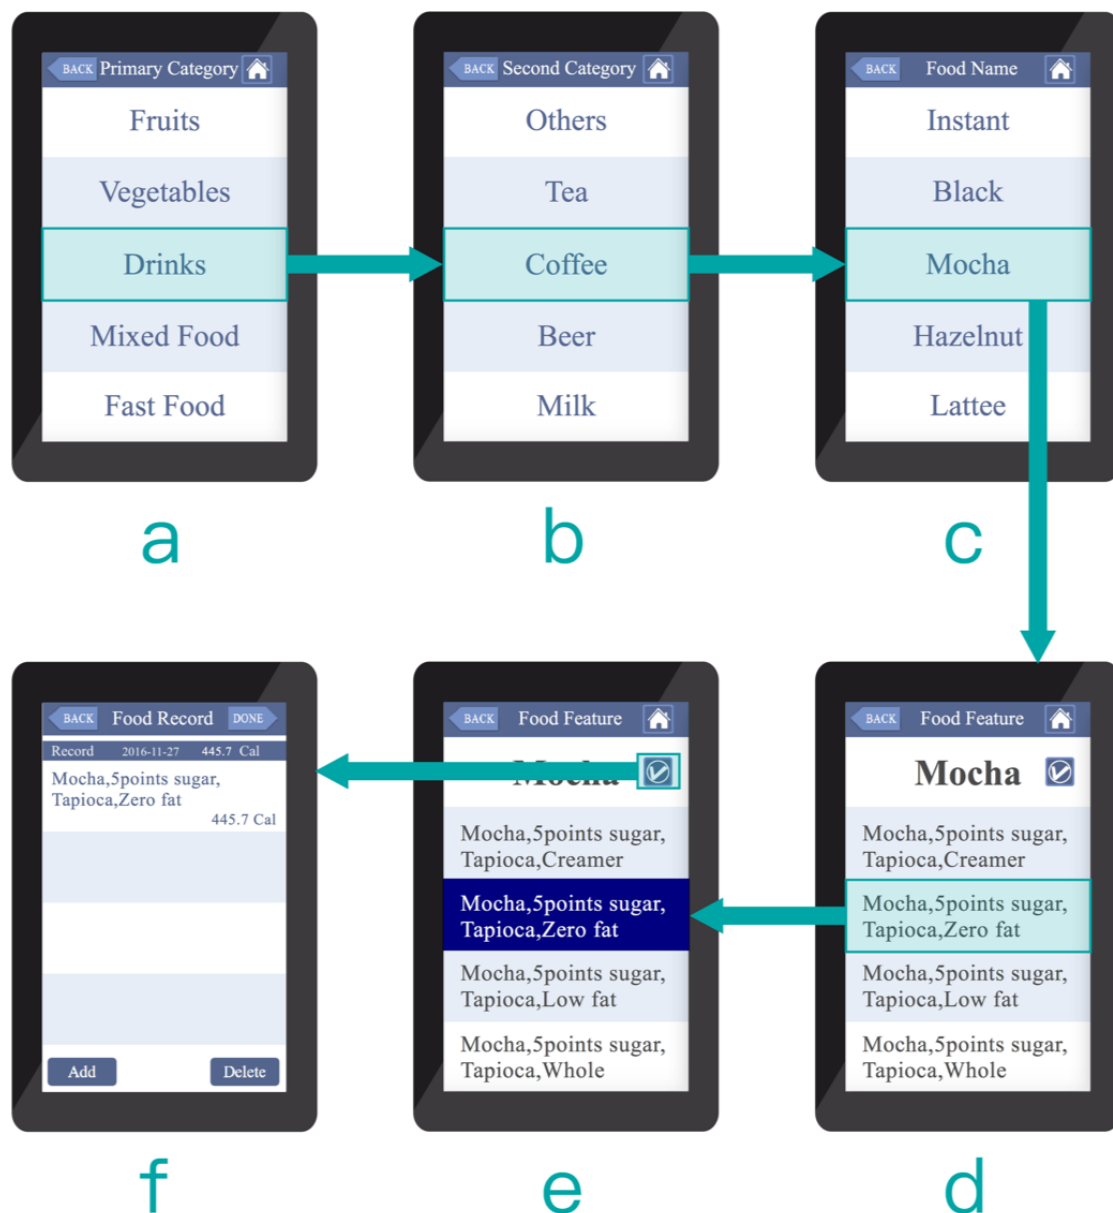 BACK Primary Category
Fruits
Vegetables
Drinks
Mixed Food
Fast Food
a
BACK Second Category
Others
Tea
Coffee
Beer
Milk
b
BACK Food Name
Instant
Black
Mocha
Hazelnut
Lattee
c
BACK Food Record DONE
Record 2016-11-27 445.7 Cal
Mocha,5points sugar,
Tapioca,Zero fat
445.7 Cal
Add Delete
f
BACK Food Feature
Mocha
Mocha,5points sugar,
Tapioca,Creamer
Mocha,5points sugar,
Tapioca,Zero fat
Mocha,5points sugar,
Tapioca,Low fat
Mocha,5points sugar,
Tapioca,Whole
e
BACK Food Feature
Mocha
Mocha,5points sugar,
Tapioca,Creamer
Mocha,5points sugar,
Tapioca,Zero fat
Mocha,5points sugar,
Tapioca,Low fat
Mocha,5points sugar,
Tapioca,Whole
d